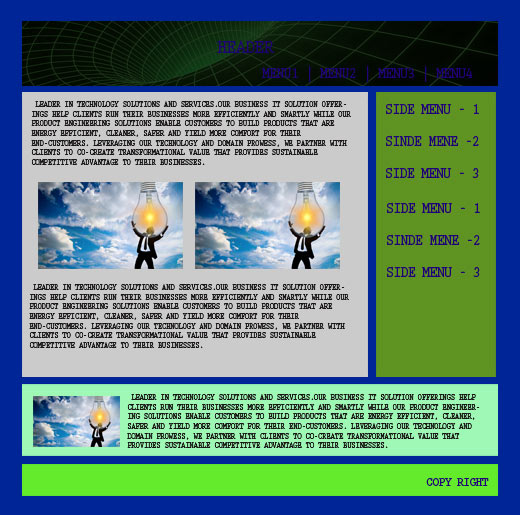 HEADER
MENU1 | MENU2 | MENU3 | MENU4
LEADER IN TECHNOLOGY SOLUTIONS AND SERVICES.OUR BUSINESS IT SOLUTION OFFER-
INGS HELP CLIENTS RUN THEIR BUSINESSES MORE EFFICIENTLY AND SMARTLY WHILE OUR
PRODUCT ENGINEERING SOLUTIONS ENABLE CUSTOMERS TO BUILD PRODUCTS THAT ARE
ENERGY EFFICIENT, CLEANER, SAFER AND YIELD MORE COMFORT FOR THEIR
END-CUSTOMERS. LEVERAGING OUR TECHNOLOGY AND DOMAIN PROWESS, WE PARTNER WITH
CLIENTS TO CO-CREATE TRANSFORMATIONAL VALUE THAT PROVIDES SUSTAINABLE
COMPETITIVE ADVANTAGE TO THEIR BUSINESSES.
LEADER IN TECHNOLOGY SOLUTIONS AND SERVICES.OUR BUSINESS IT SOLUTION OFFER-
INGS HELP CLIENTS RUN THEIR BUSINESSES MORE EFFICIENTLY AND SMARTLY WHILE OUR
PRODUCT ENGINEERING SOLUTIONS ENABLE CUSTOMERS TO BUILD PRODUCTS THAT ARE
ENERGY EFFICIENT, CLEANER, SAFER AND YIELD MORE COMFORT FOR THEIR
END-CUSTOMERS. LEVERAGING OUR TECHNOLOGY AND DOMAIN PROWESS, WE PARTNER WITH
CLIENTS TO CO-CREATE TRANSFORMATIONAL VALUE THAT PROVIDES SUSTAINABLE
COMPETITIVE ADVANTAGE TO THEIR BUSINESSES.
SIDE MENU - 1
SINDE MENE -2
SIDE MENU - 3
SIDE MENU - 1
SINDE MENE -2
SIDE MENU - 3
LEADER IN TECHNOLOGY SOLUTIONS AND SERVICES.OUR BUSINESS IT SOLUTION OFFERINGS HELP
CLIENTS RUN THEIR BUSINESSES MORE EFFICIENTLY AND SMARTLY WHILE OUR PRODUCT ENGINEER-
ING SOLUTIONS ENABLE CUSTOMERS TO BUILD PRODUCTS THAT ARE ENERGY EFFICIENT, CLEANER,
SAFER AND YIELD MORE COMFORT FOR THEIR END-CUSTOMERS. LEVERAGING OUR TECHNOLOGY AND
DOMAIN PROWESS, WE PARTNER WITH CLIENTS TO CO-CREATE TRANSFORMATIONAL VALUE THAT
PROVIDES SUSTAINABLE COMPETITIVE ADVANTAGE TO THEIR BUSINESSES.
COPY RIGHT